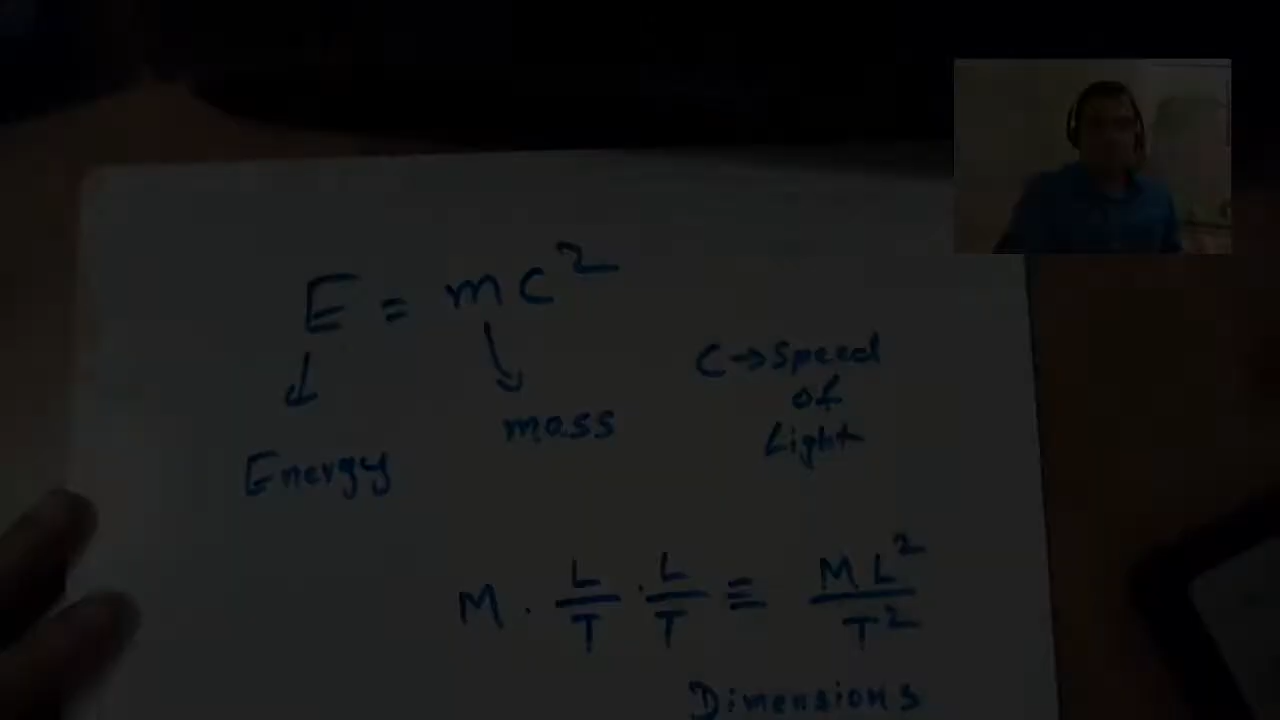 E = mc²
↓ ↘
Energy mass
C → Speed
of
Light
M · L/T · L/T ≡ ML²/T²
Dimensions